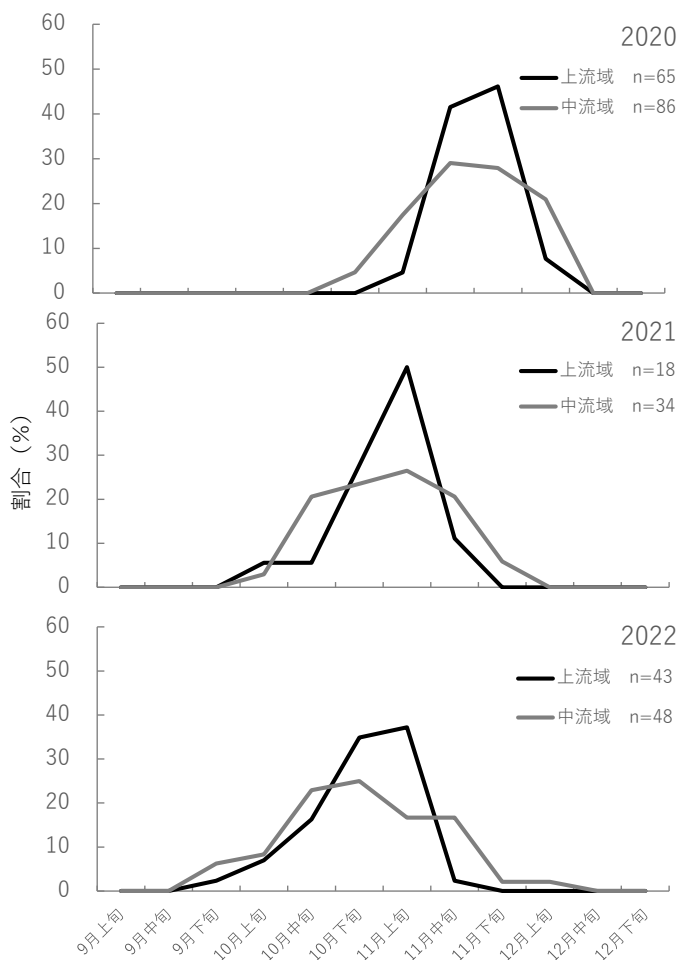 60
2020
50
上流域 n=65
40
中流域 n=86
30
20
10
0
60
2021
50
上流域 n=18
40
中流域 n=34
割合（%）
30
20
10
0
60
2022
50
上流域 n=43
40
中流域 n=48
30
20
10
0
9月上旬
9月中旬
9月下旬
10月上旬
10月中旬
10月下旬
11月上旬
11月中旬
11月下旬
12月上旬
12月中旬
12月下旬